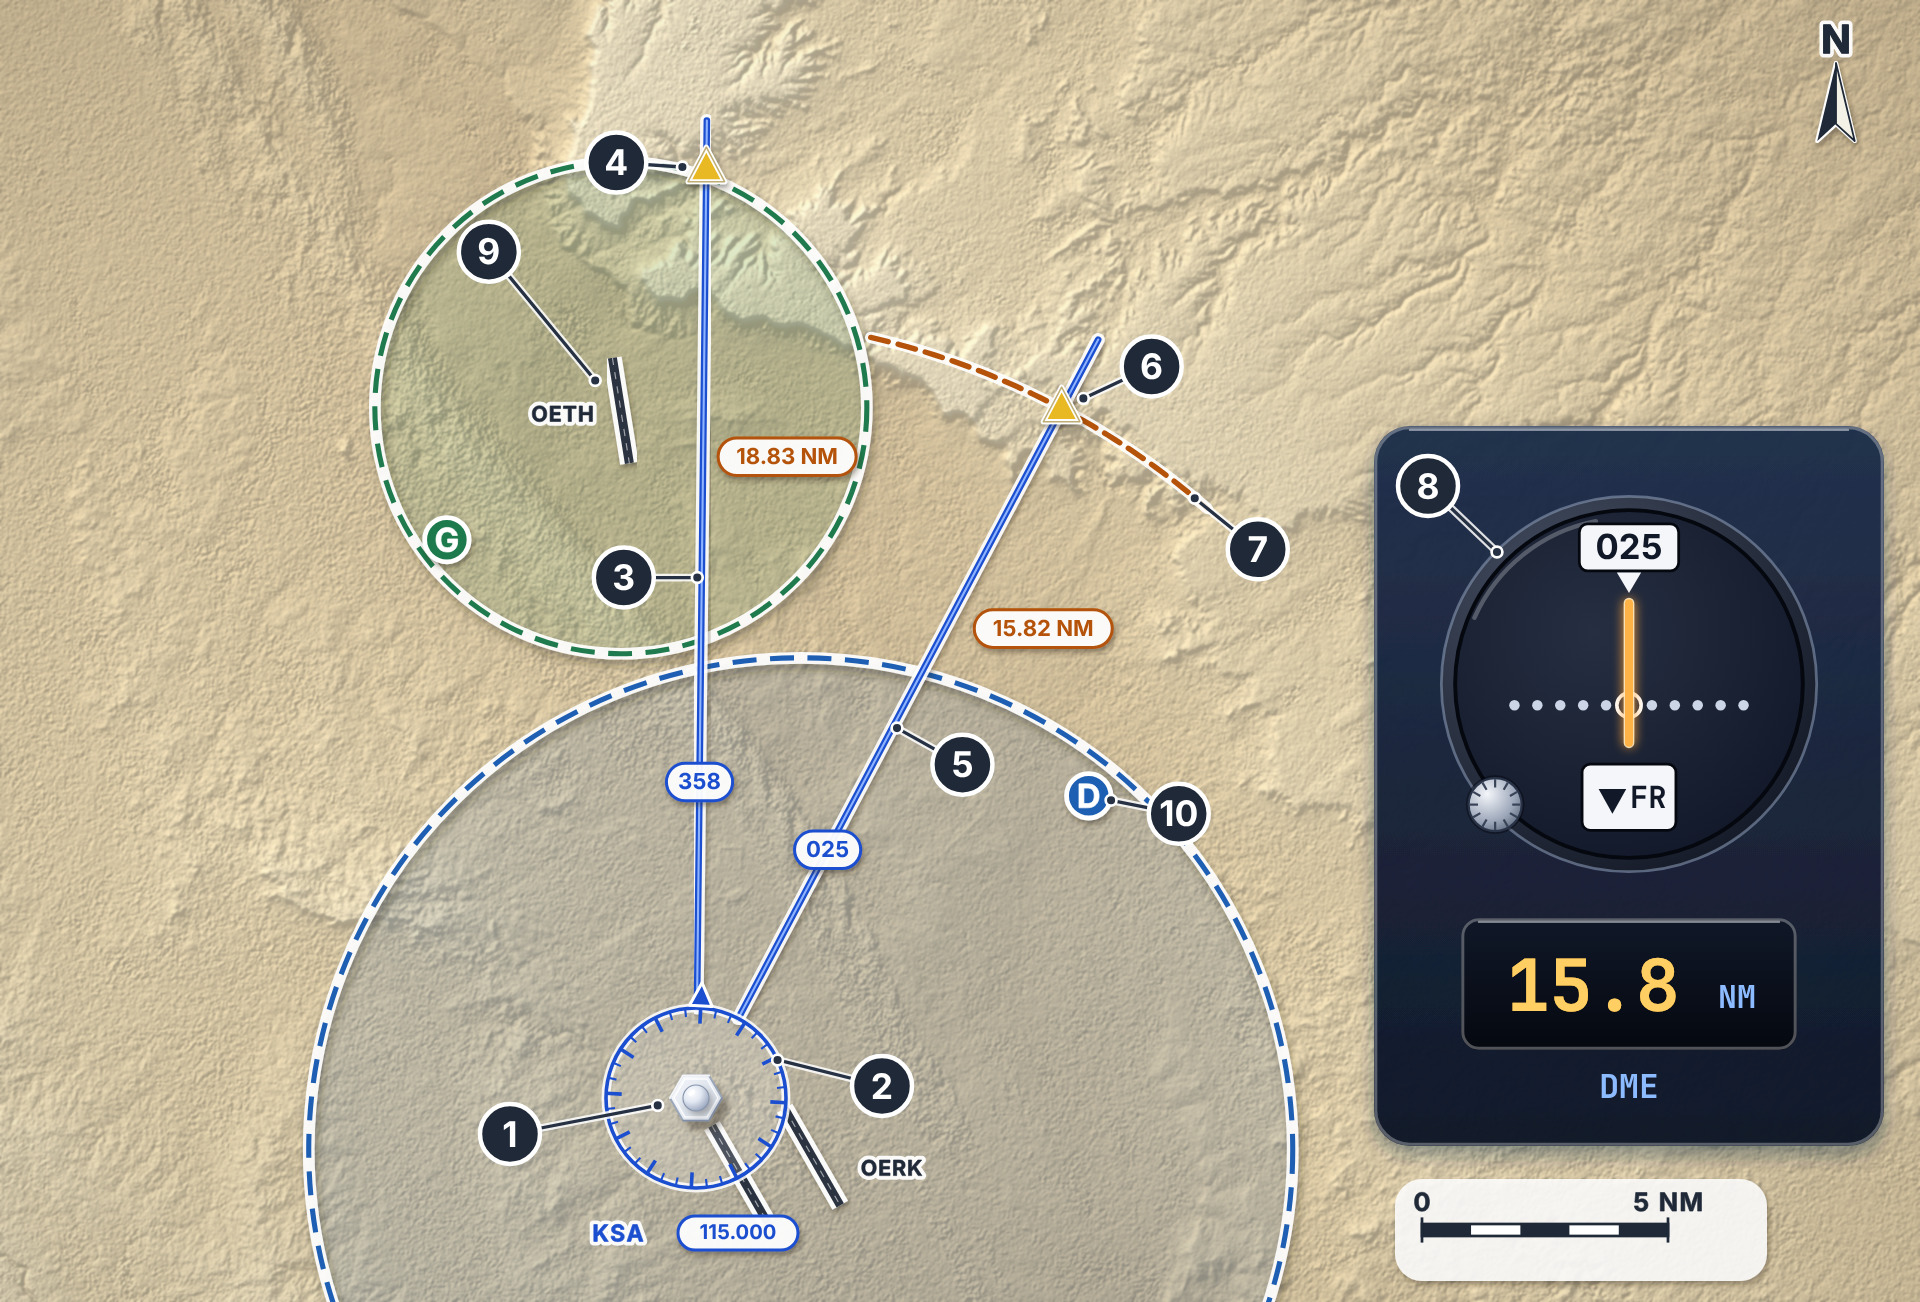 N
4
9
6
OETH
18.83 NM
8
025
G
7
3
15.82 NM
5
358
D
10
▼FR
025
15.8 NM
2
DME
1
OERK
0 5 NM
KSA 115.000